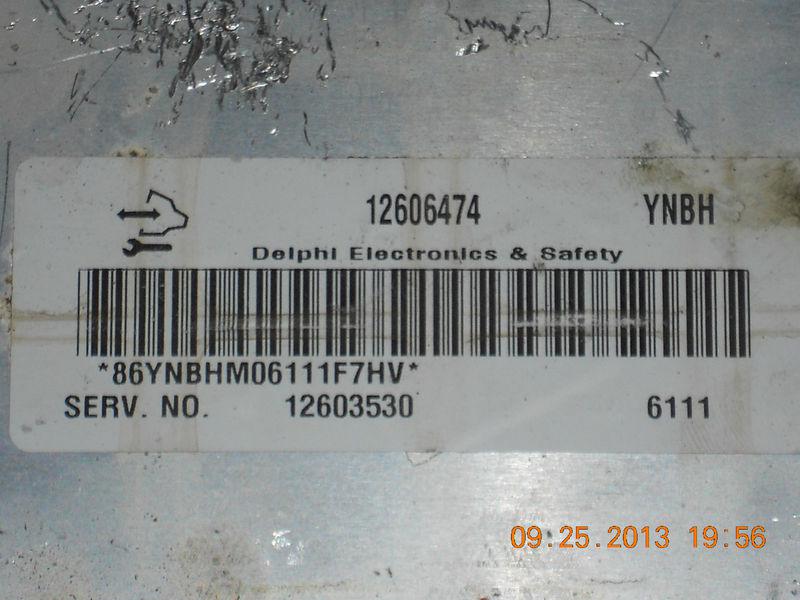 12606474 YNBH
Delphi Electronics & Safety
*86YNBHM06111F7HV*
SERV. NO. 12603530 6111
09.25.2013 19:56